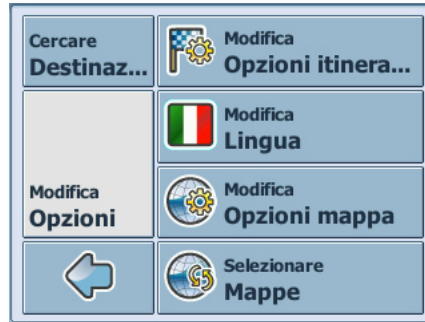 Cercare
Destinaz...
Modifica
Opzioni itinera...
Modifica
Lingua
Modifica
Opzioni
Modifica
Opzioni mappa
Selezionare
Mappe